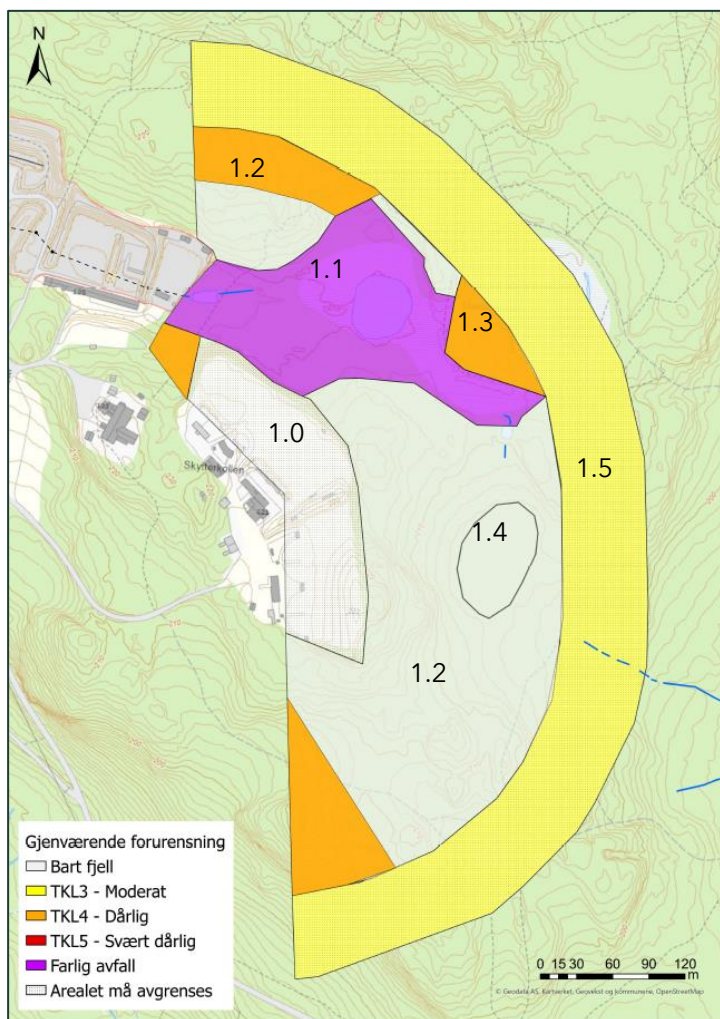 N
1.2
1.1
1.3
1.0
Skytterkollen
1.5
1.4
1.2
Gjenværende forurensning
Bart fjell
TKL3 - Moderat
TKL4 - Dårlig
TKL5 - Svært dårlig
Farlig avfall
Arealet må avgrenses
0 15 30 60 90 120
m
© Geodata AS, Kartverket, Geovekst og kommunene, OpenStreetMap